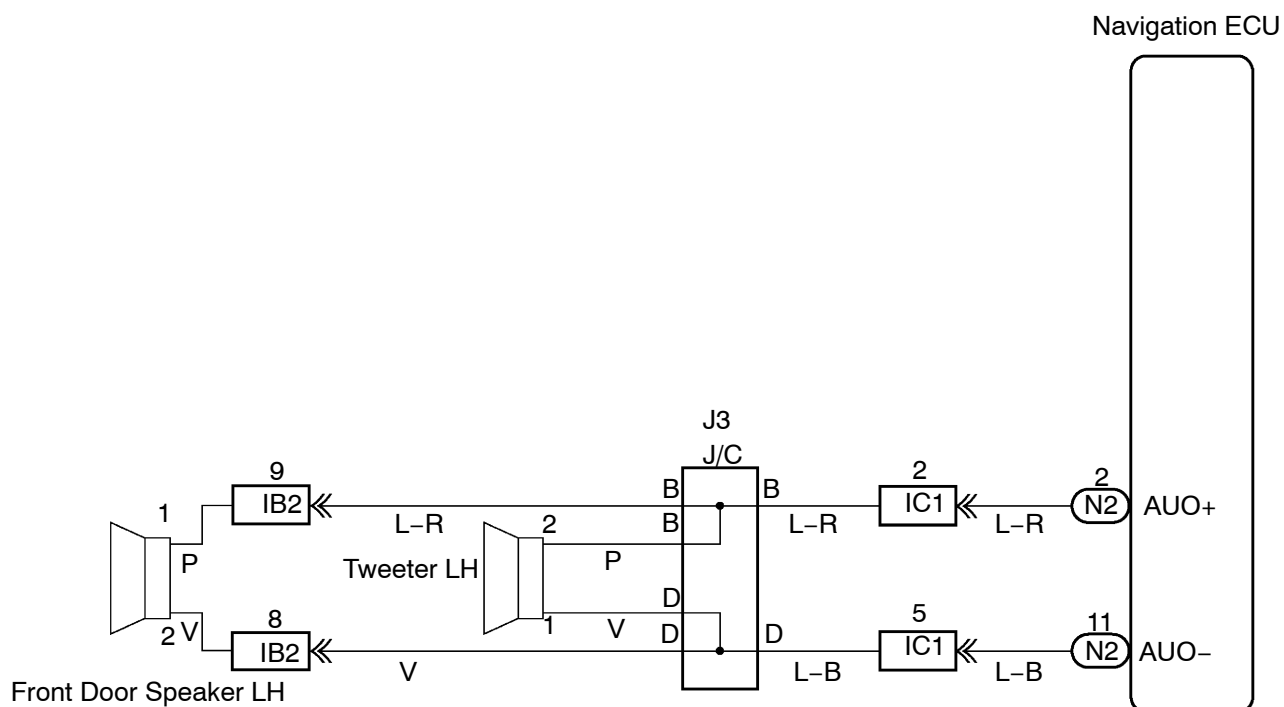 Navigation ECU
J3
J/C
9
2
2
B
B
1
IB2
IC1
N2
AUO+
L–R
B
L–R
L–R
2
P
Tweeter LH
P
D
8
1
5
11
2
V
V
D
D
IB2
IC1
N2
AUO–
V
L–B
L–B
Front Door Speaker LH